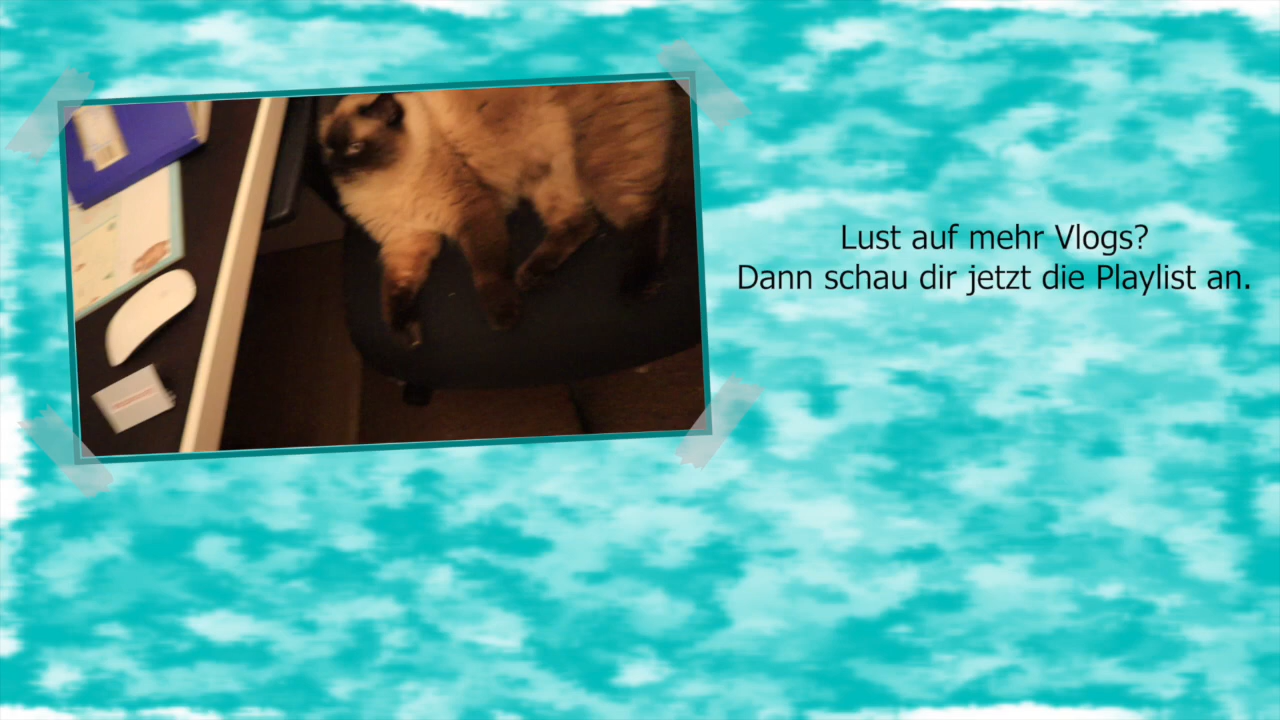 Lust auf mehr Vlogs?
Dann schau dir jetzt die Playlist an.